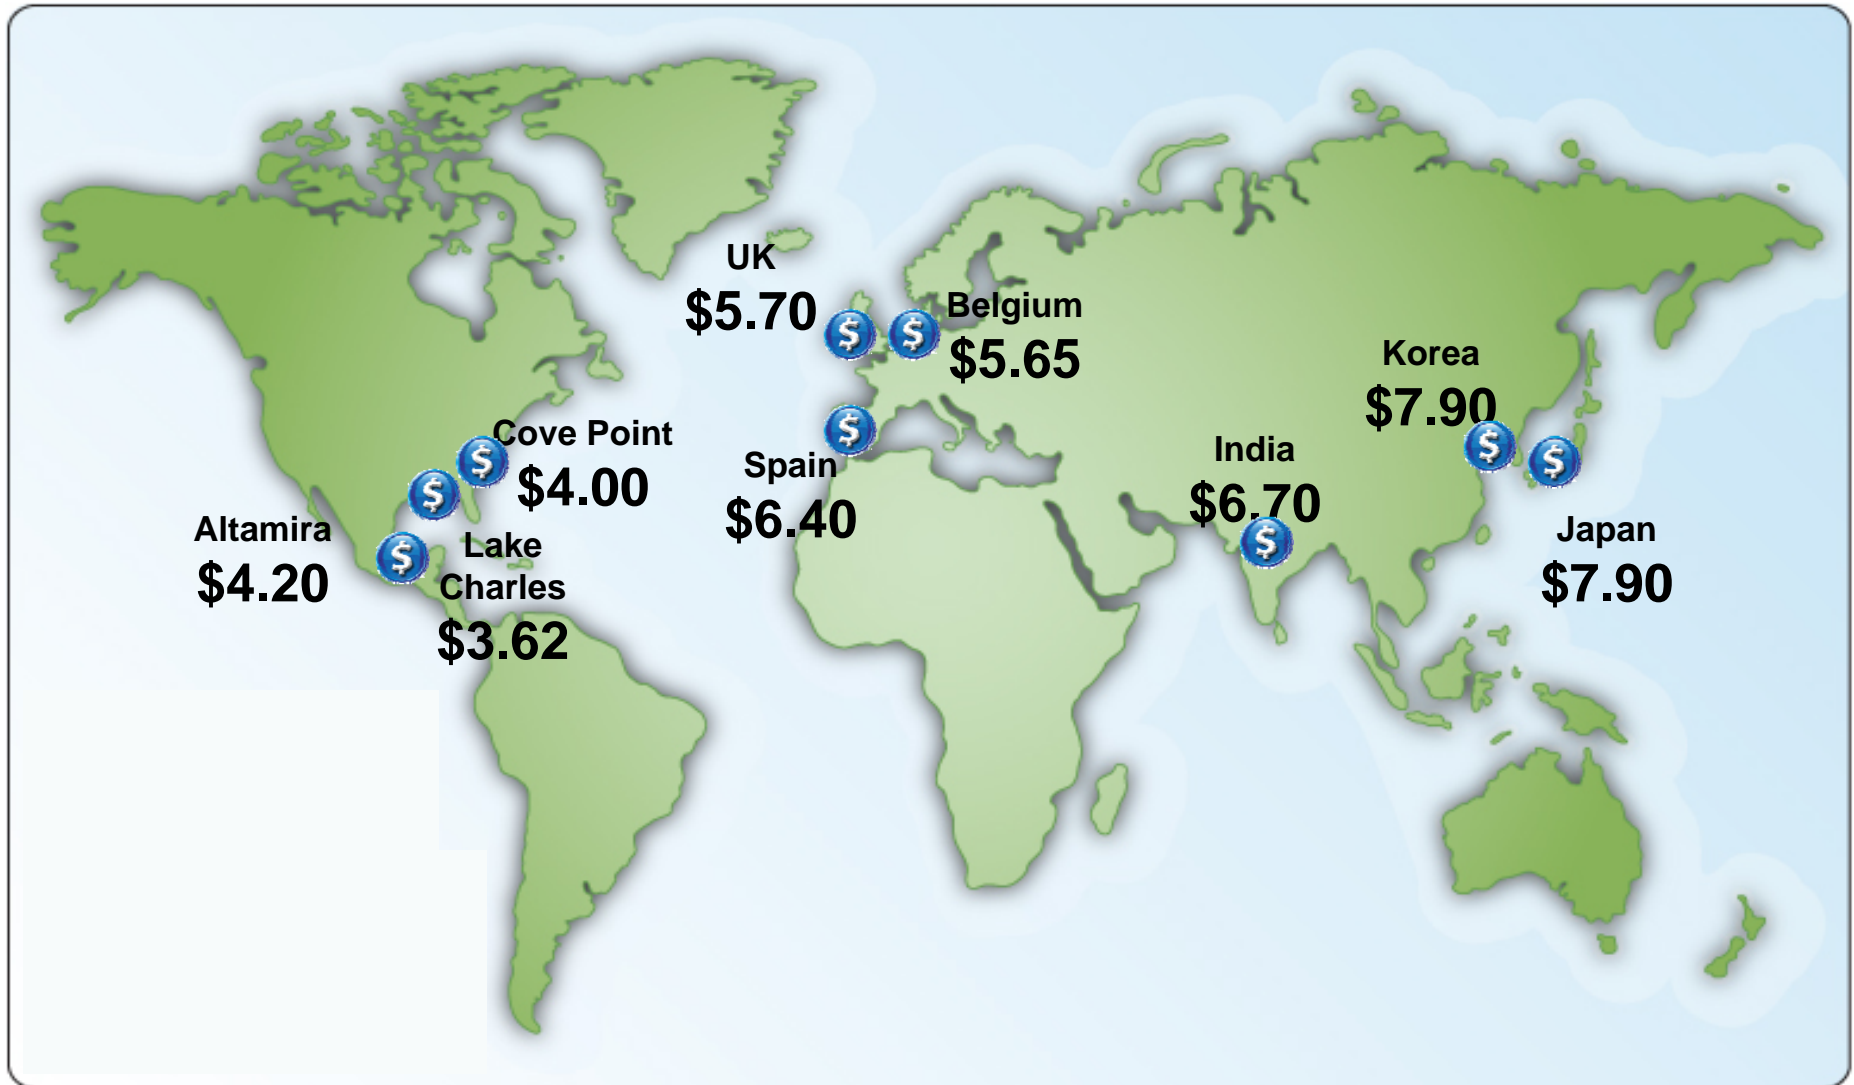 UK
$5.70
Belgium
$5.65
Korea
$7.90
Cove Point
$4.00
Spain
$6.40
India
$6.70
Altamira
$4.20
Lake
Charles
$3.62
Japan
$7.90
$
$
$
$
$
$
$
$
$